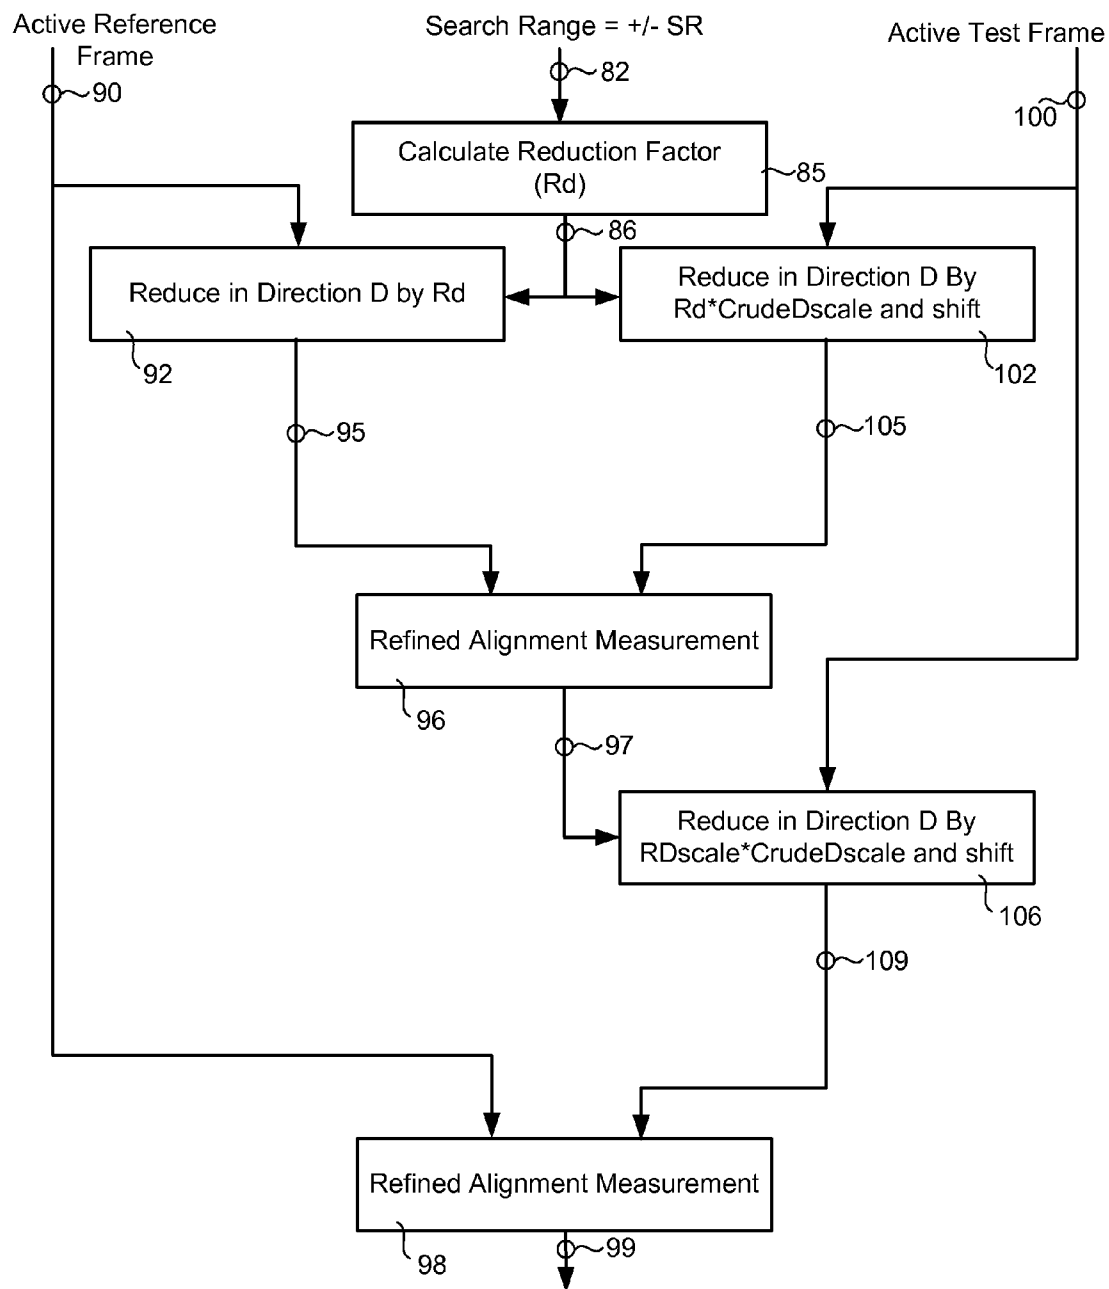 Active Reference
Frame
Search Range = +/- SR
Active Test Frame
90
82
100
Calculate Reduction Factor
(Rd)
85
86
Reduce in Direction D by Rd
92
Reduce in Direction D By
Rd*CrudeDscale and shift
102
95
105
Refined Alignment Measurement
96
97
Reduce in Direction D By
RDscale*CrudeDscale and shift
106
109
Refined Alignment Measurement
98
99